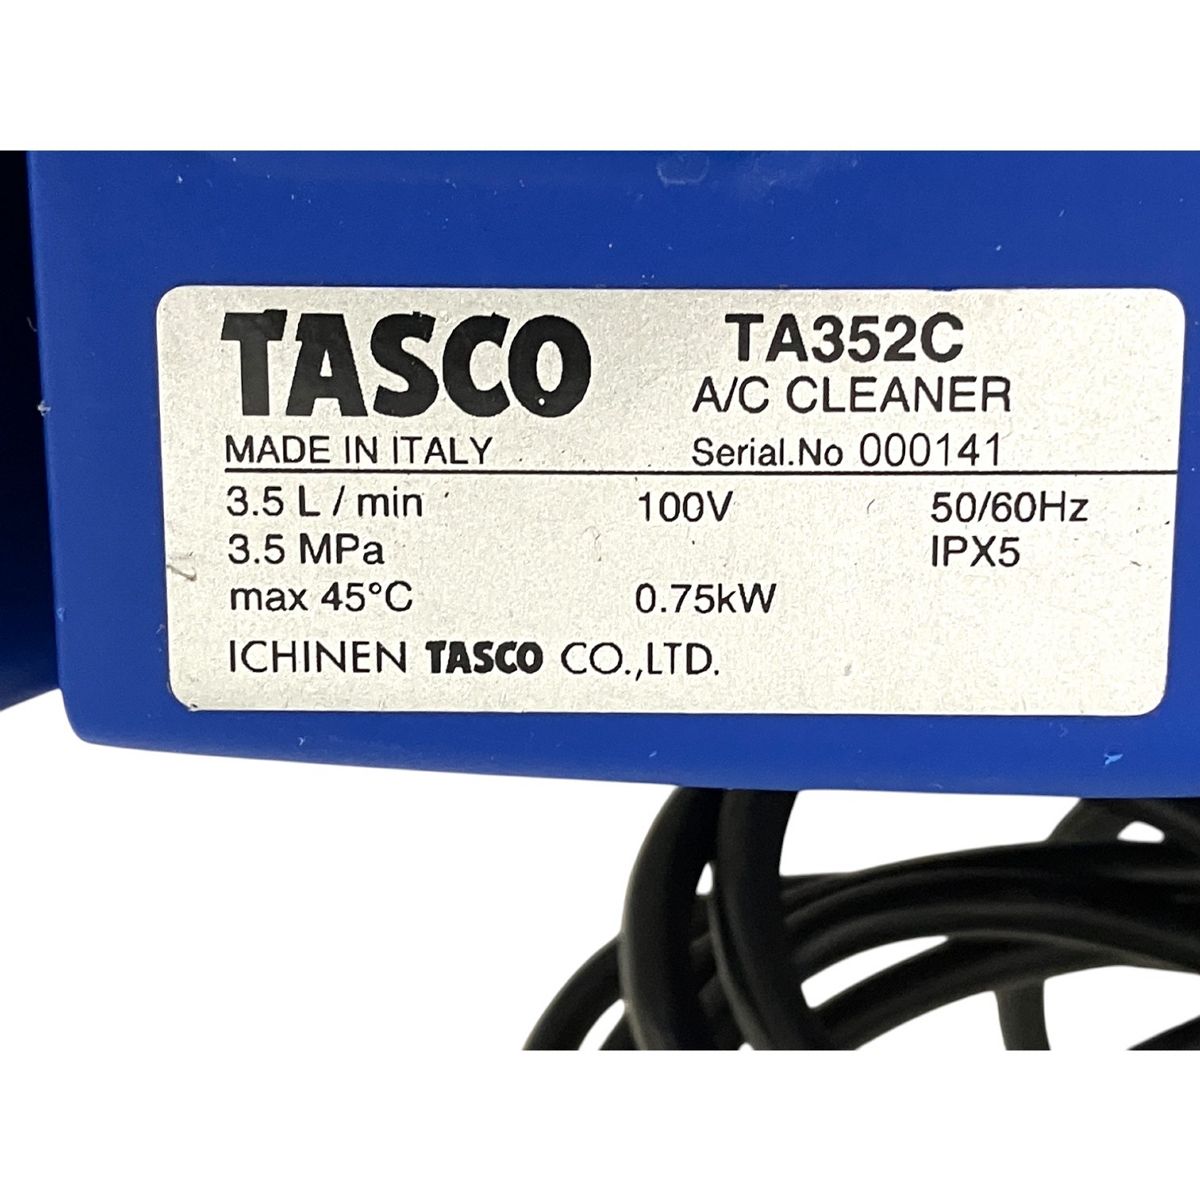 TASCO
TA352C
A/C CLEANER
MADE IN ITALY
Serial.No 000141
3.5 L / min 100V 50/60Hz
3.5 MPa IPX5
max 45°C 0.75kW
ICHINEN TASCO CO.,LTD.